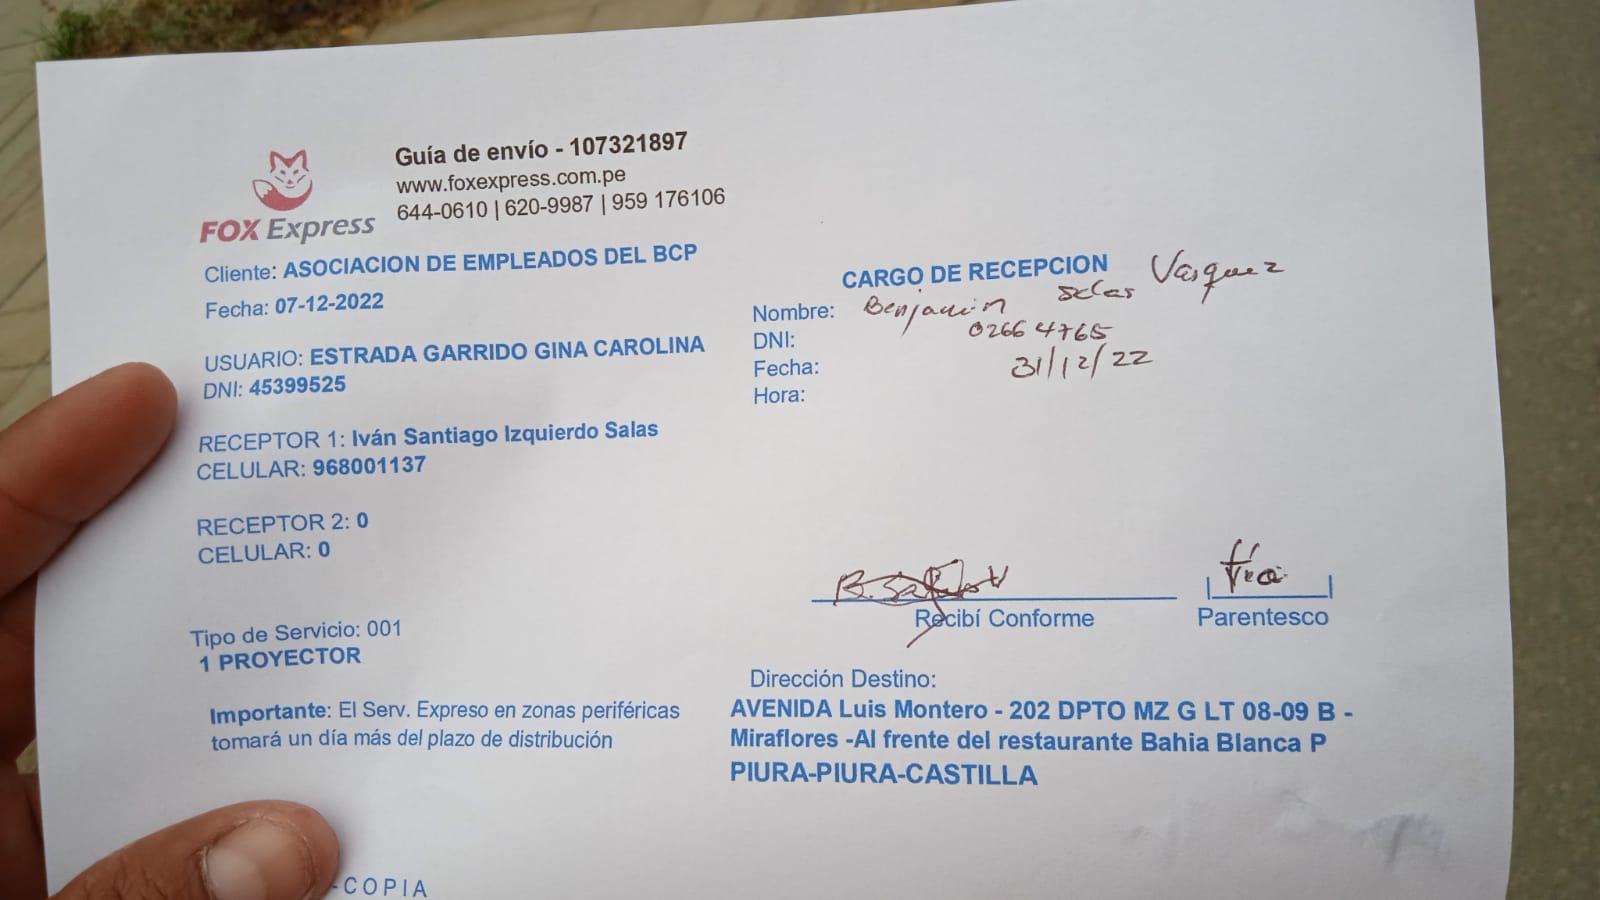 Guía de envío - 107321897
www.foxexpress.com.pe
644-0610 | 620-9987 | 959 176106
FOX Express
Cliente: ASOCIACION DE EMPLEADOS DEL BCP
Fecha: 07-12-2022
USUARIO: ESTRADA GARRIDO GINA CAROLINA
DNI: 45399525
RECEPTOR 1: Iván Santiago Izquierdo Salas
CELULAR: 968001137
RECEPTOR 2: 0
CELULAR: 0
Tipo de Servicio: 001
1 PROYECTOR
Importante: El Serv. Expreso en zonas periféricas
tomará un día más del plazo de distribución
-COPIA
CARGO DE RECEPCION
Nombre: Benjamin Salas Vasquez
DNI: 02664765
Fecha: 31/12/22
Hora:
Recibí Conforme
Parentesco
Dirección Destino:
AVENIDA Luis Montero - 202 DPTO MZ G LT 08-09 B -
Miraflores -Al frente del restaurante Bahia Blanca P
PIURA-PIURA-CASTILLA